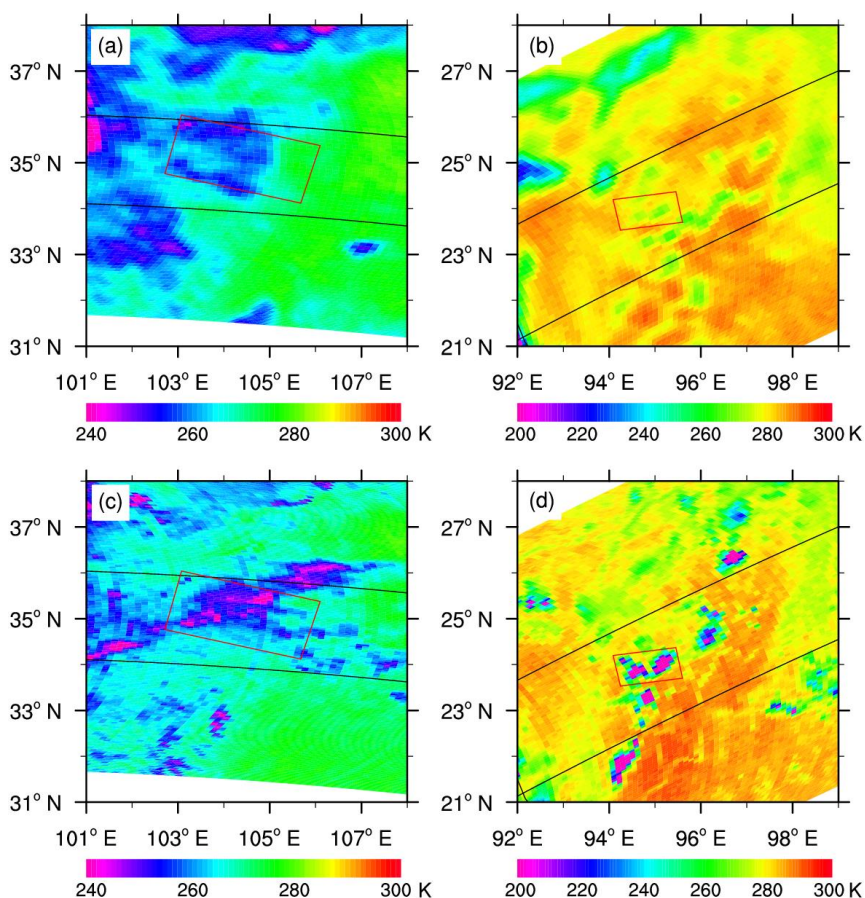 (a)
(b)
37° N
35° N
33° N
31° N
101° E 103° E 105° E 107° E
27° N
25° N
23° N
21° N
92° E 94° E 96° E 98° E
240 260 280 300 K
200 220 240 260 280 300 K
(c)
(d)
37° N
35° N
33° N
31° N
101° E 103° E 105° E 107° E
27° N
25° N
23° N
21° N
92° E 94° E 96° E 98° E
240 260 280 300 K
200 220 240 260 280 300 K